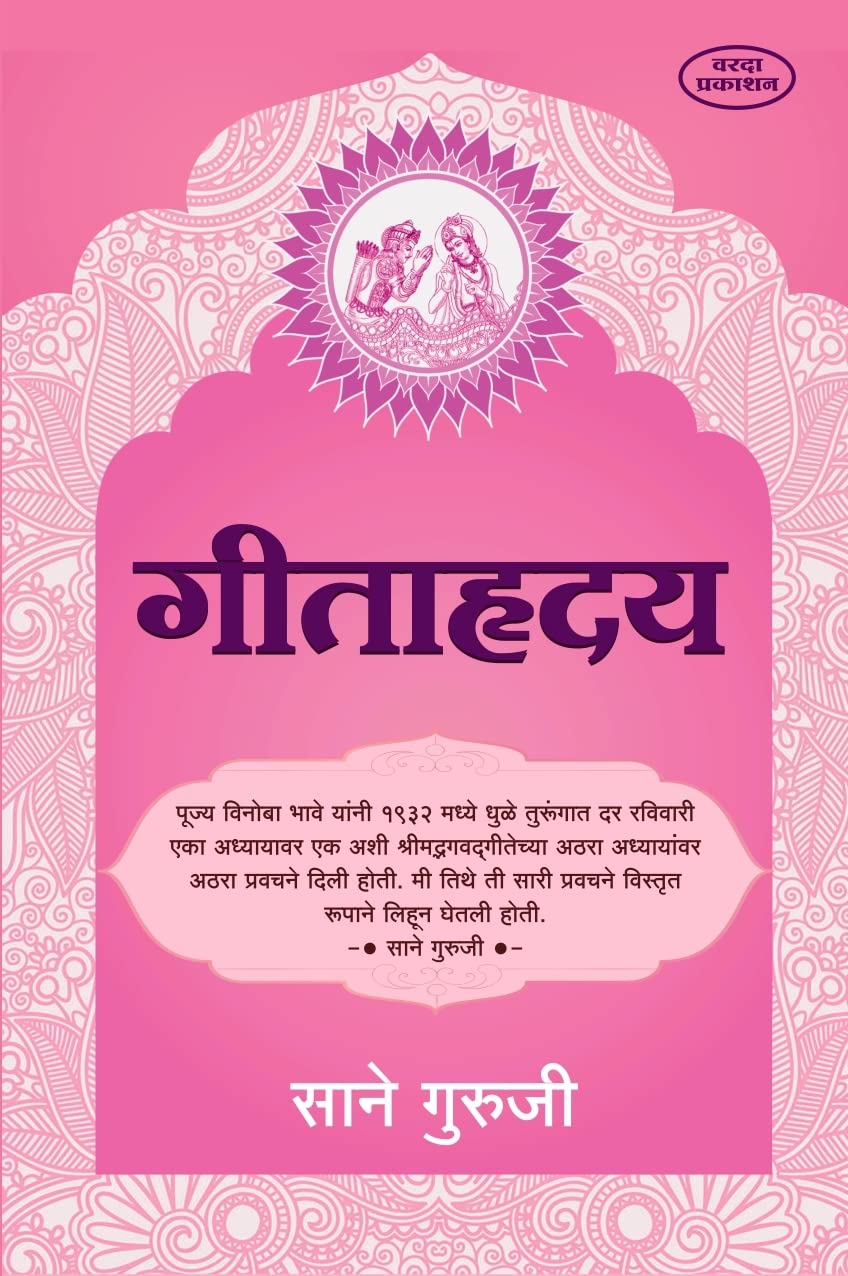 वरदा
प्रकाशन
गीताहृदय
पूज्य विनोबा भावे यांनी १९३२ मध्ये धुळे तुरूंगात दर रविवारी
एका अध्यायावर एक अशी श्रीमद्भगवद्‌गीतेच्या अठरा अध्यायांवर
अठरा प्रवचने दिली होती. मी तिथे ती सारी प्रवचने विस्तृत
रूपाने लिहून घेतली होती.
-● साने गुरुजी ●-
साने गुरुजी